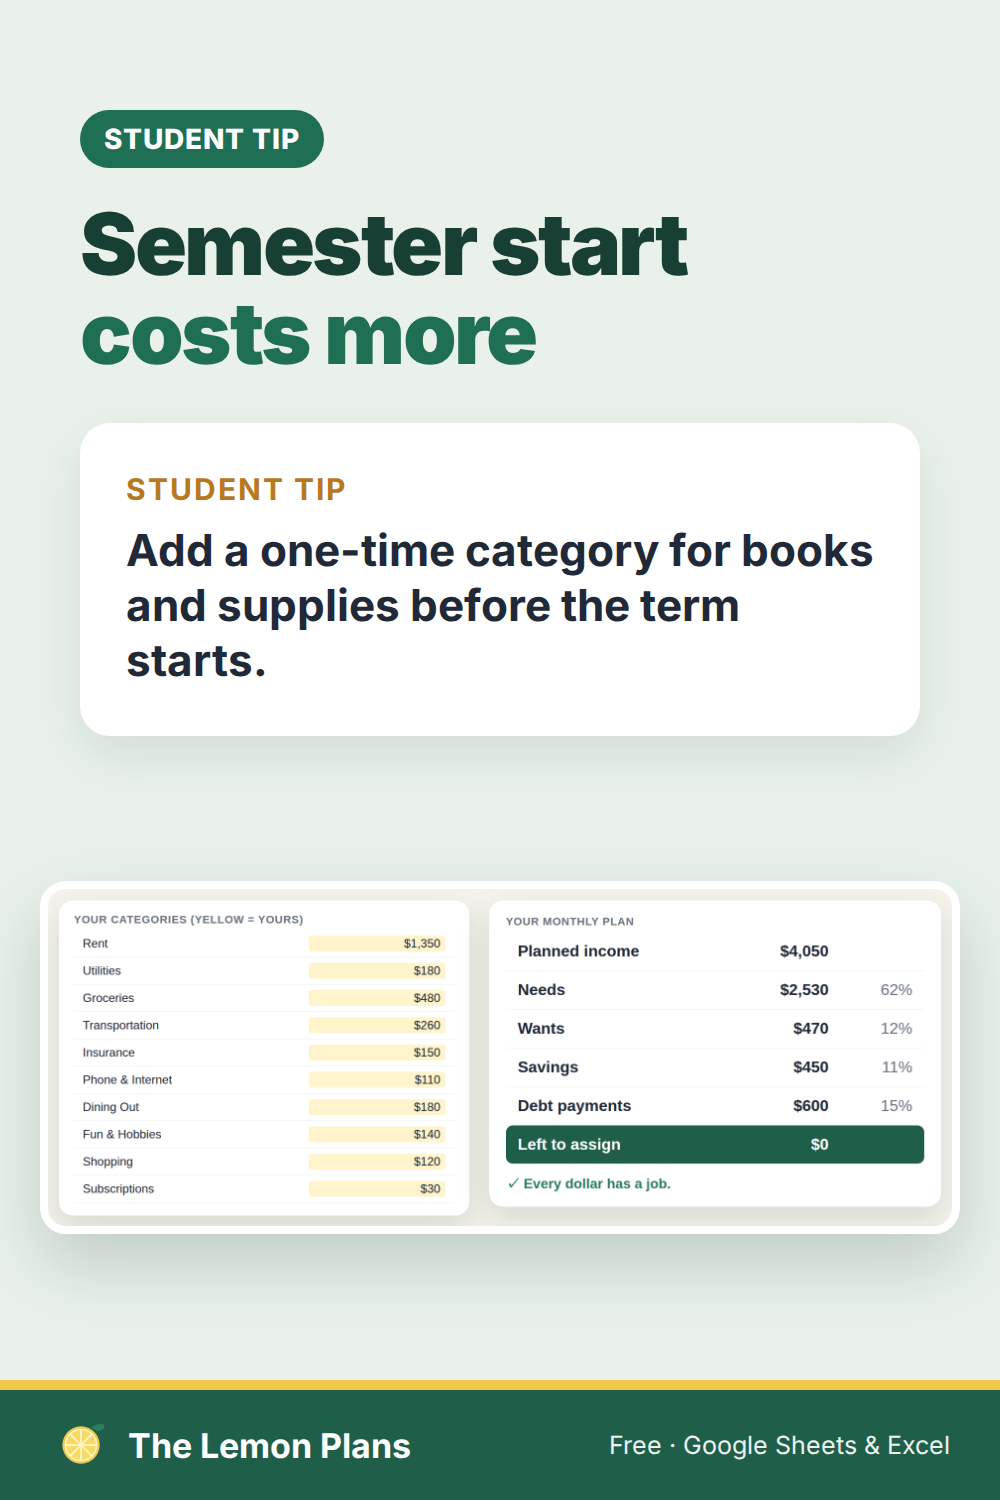 STUDENT TIP
Semester start
costs more
STUDENT TIP
Add a one-time category for books
and supplies before the term
starts.
YOUR CATEGORIES (YELLOW = YOURS)
Rent $1,350
Utilities $180
Groceries $480
Transportation $260
Insurance $150
Phone & Internet $110
Dining Out $180
Fun & Hobbies $140
Shopping $120
Subscriptions $30
YOUR MONTHLY PLAN
Planned income $4,050
Needs $2,530 62%
Wants $470 12%
Savings $450 11%
Debt payments $600 15%
Left to assign $0
✓ Every dollar has a job.
The Lemon Plans
Free · Google Sheets & Excel